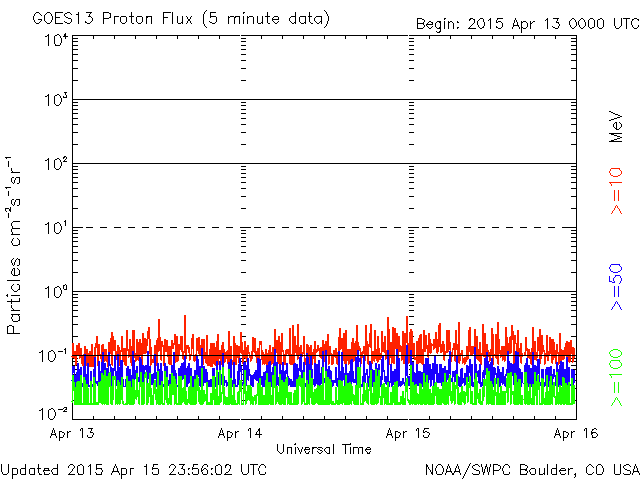 GOES13 Proton Flux (5 minute data)
Begin: 2015 Apr 13 0000 UTC
Particles cm⁻²s⁻¹sr⁻¹
10⁴
10³
10²
10¹
10⁰
10⁻¹
10⁻²
Apr 13
Apr 14
Apr 15
Apr 16
Universal Time
MeV
>=10
>=50
>=100
Updated 2015 Apr 15 23:56:02 UTC
NOAA/SWPC Boulder, CO USA